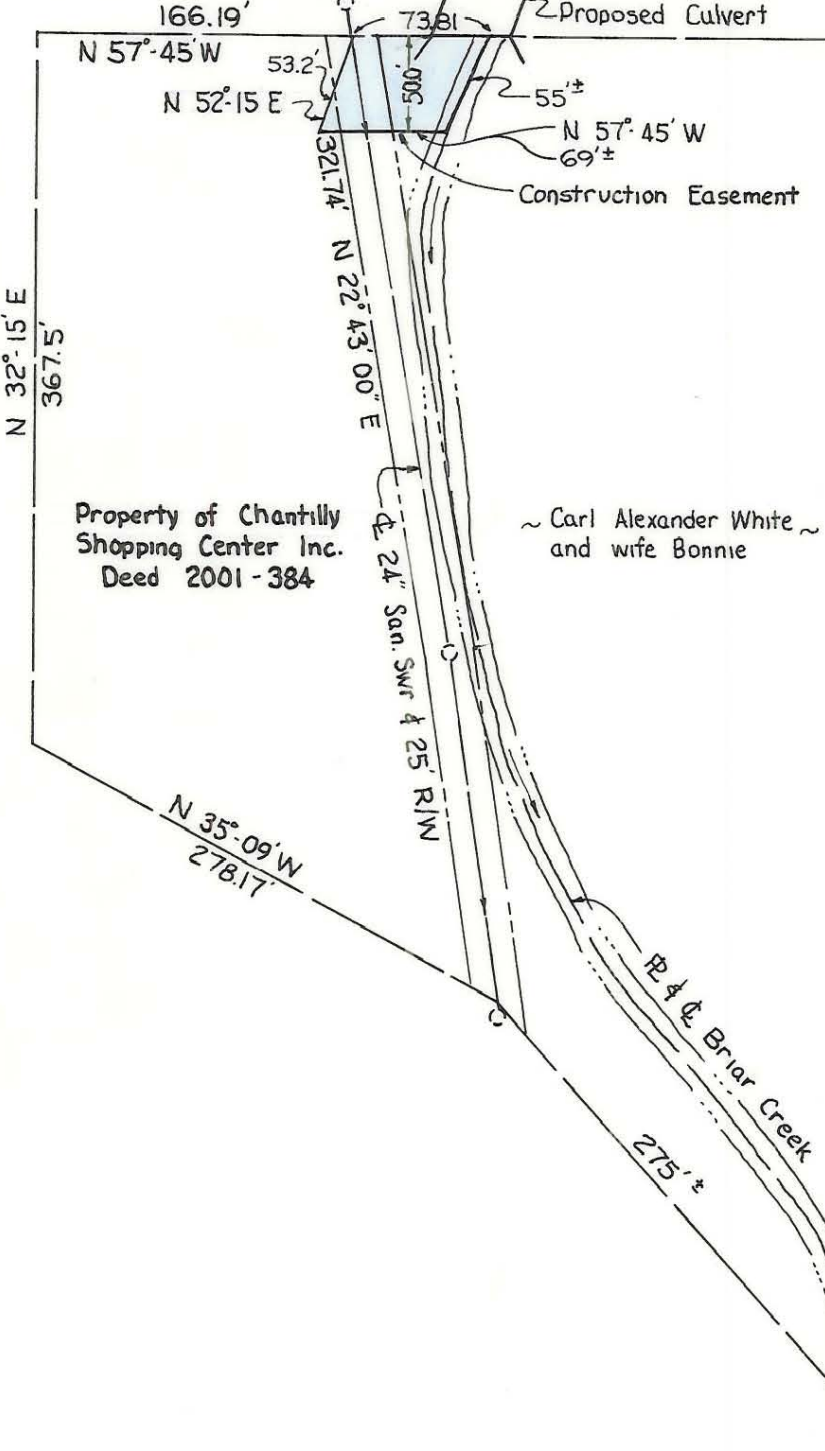 166.19'
73.81
Proposed Culvert
N 57°-45' W
53.2'
50.0'
N 52°-15 E
55'±
N 57°-45' W
69'±
Construction Easement
321.74' N 22° 43' 00" E
N 32°-15' E
367.5'
Property of Chantilly
Shopping Center Inc.
Deed 2001-384
~ Carl Alexander White ~
and wife Bonnie
℄ 24" San. Swr & 25' R/W
N 35°-09' W
278.17'
PL & ℄ Briar Creek
275'±